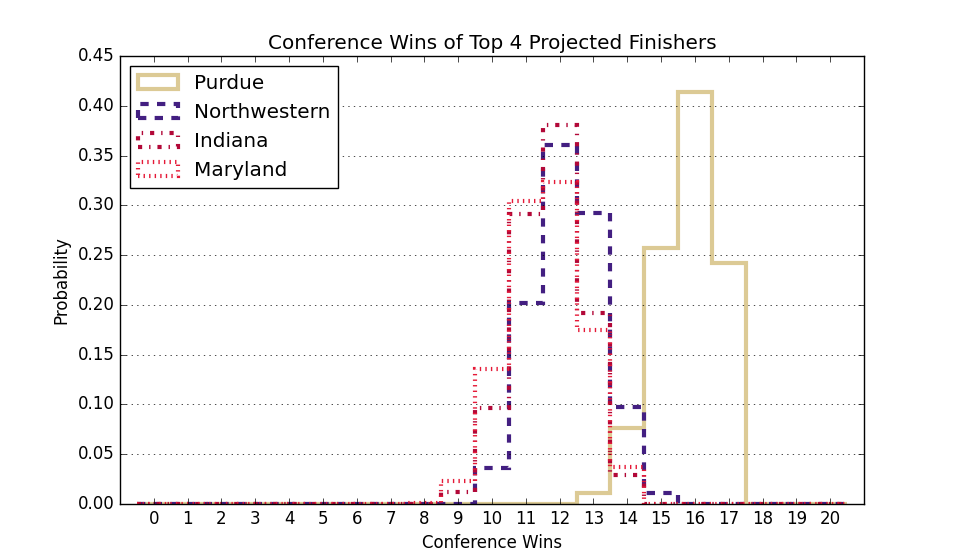 Conference Wins of Top 4 Projected Finishers
0.45
0.40
0.35
0.30
0.25
0.20
0.15
0.10
0.05
0.00
Probability
Purdue
Northwestern
Indiana
Maryland
0 1 2 3 4 5 6 7 8 9 10 11 12 13 14 15 16 17 18 19 20
Conference Wins